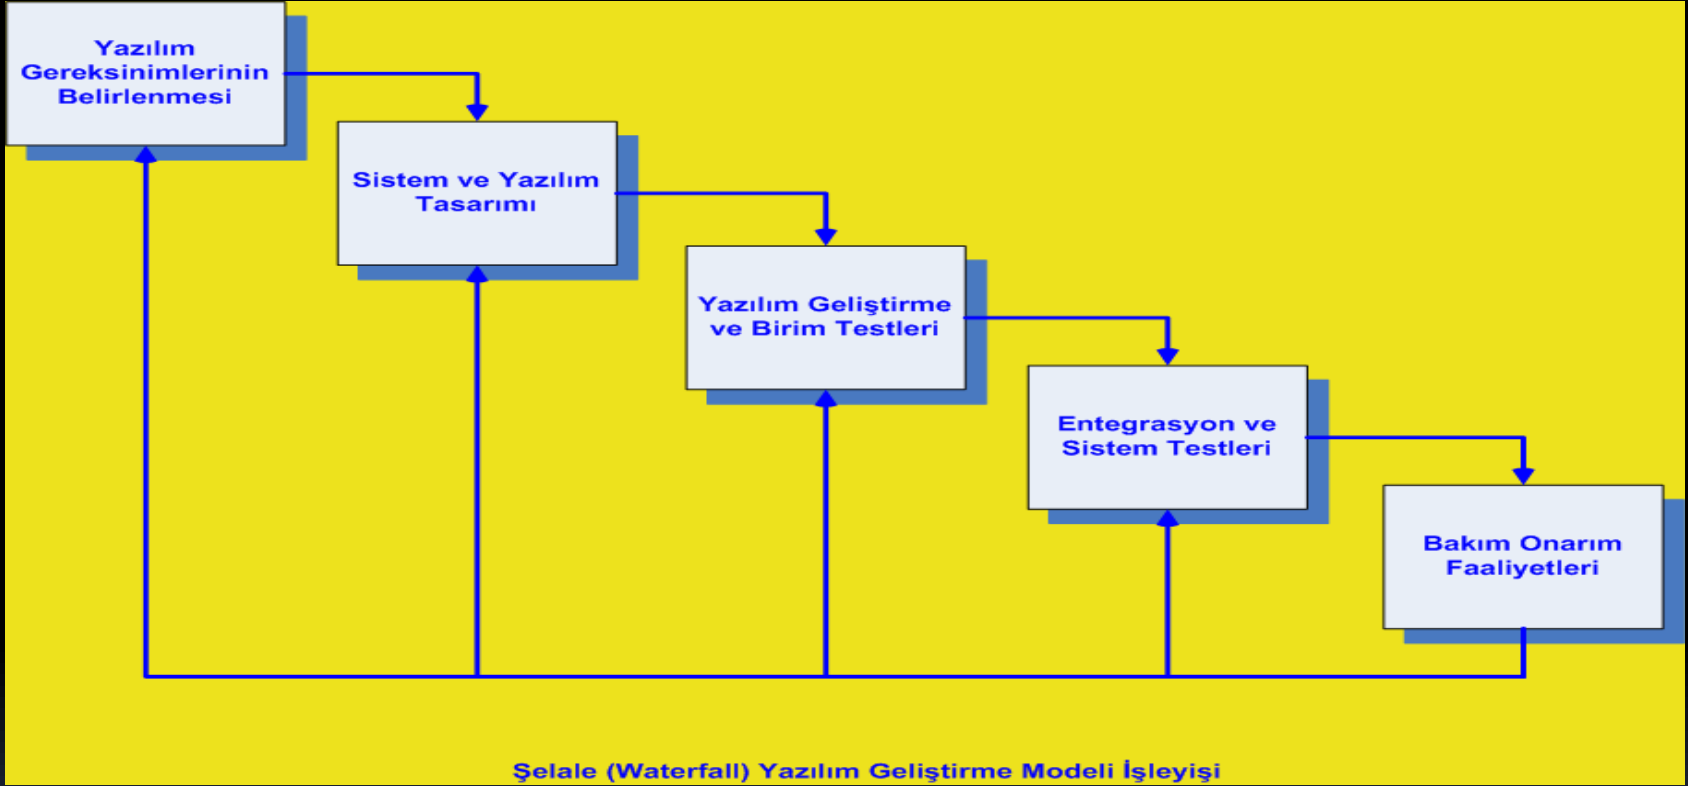 Yazılım
Gereksinimlerinin
Belirlenmesi
Sistem ve Yazılım
Tasarımı
Yazılım Geliştirme
ve Birim Testleri
Entegrasyon ve
Sistem Testleri
Bakım Onarım
Faaliyetleri
Şelale (Waterfall) Yazılım Geliştirme Modeli İşleyişi